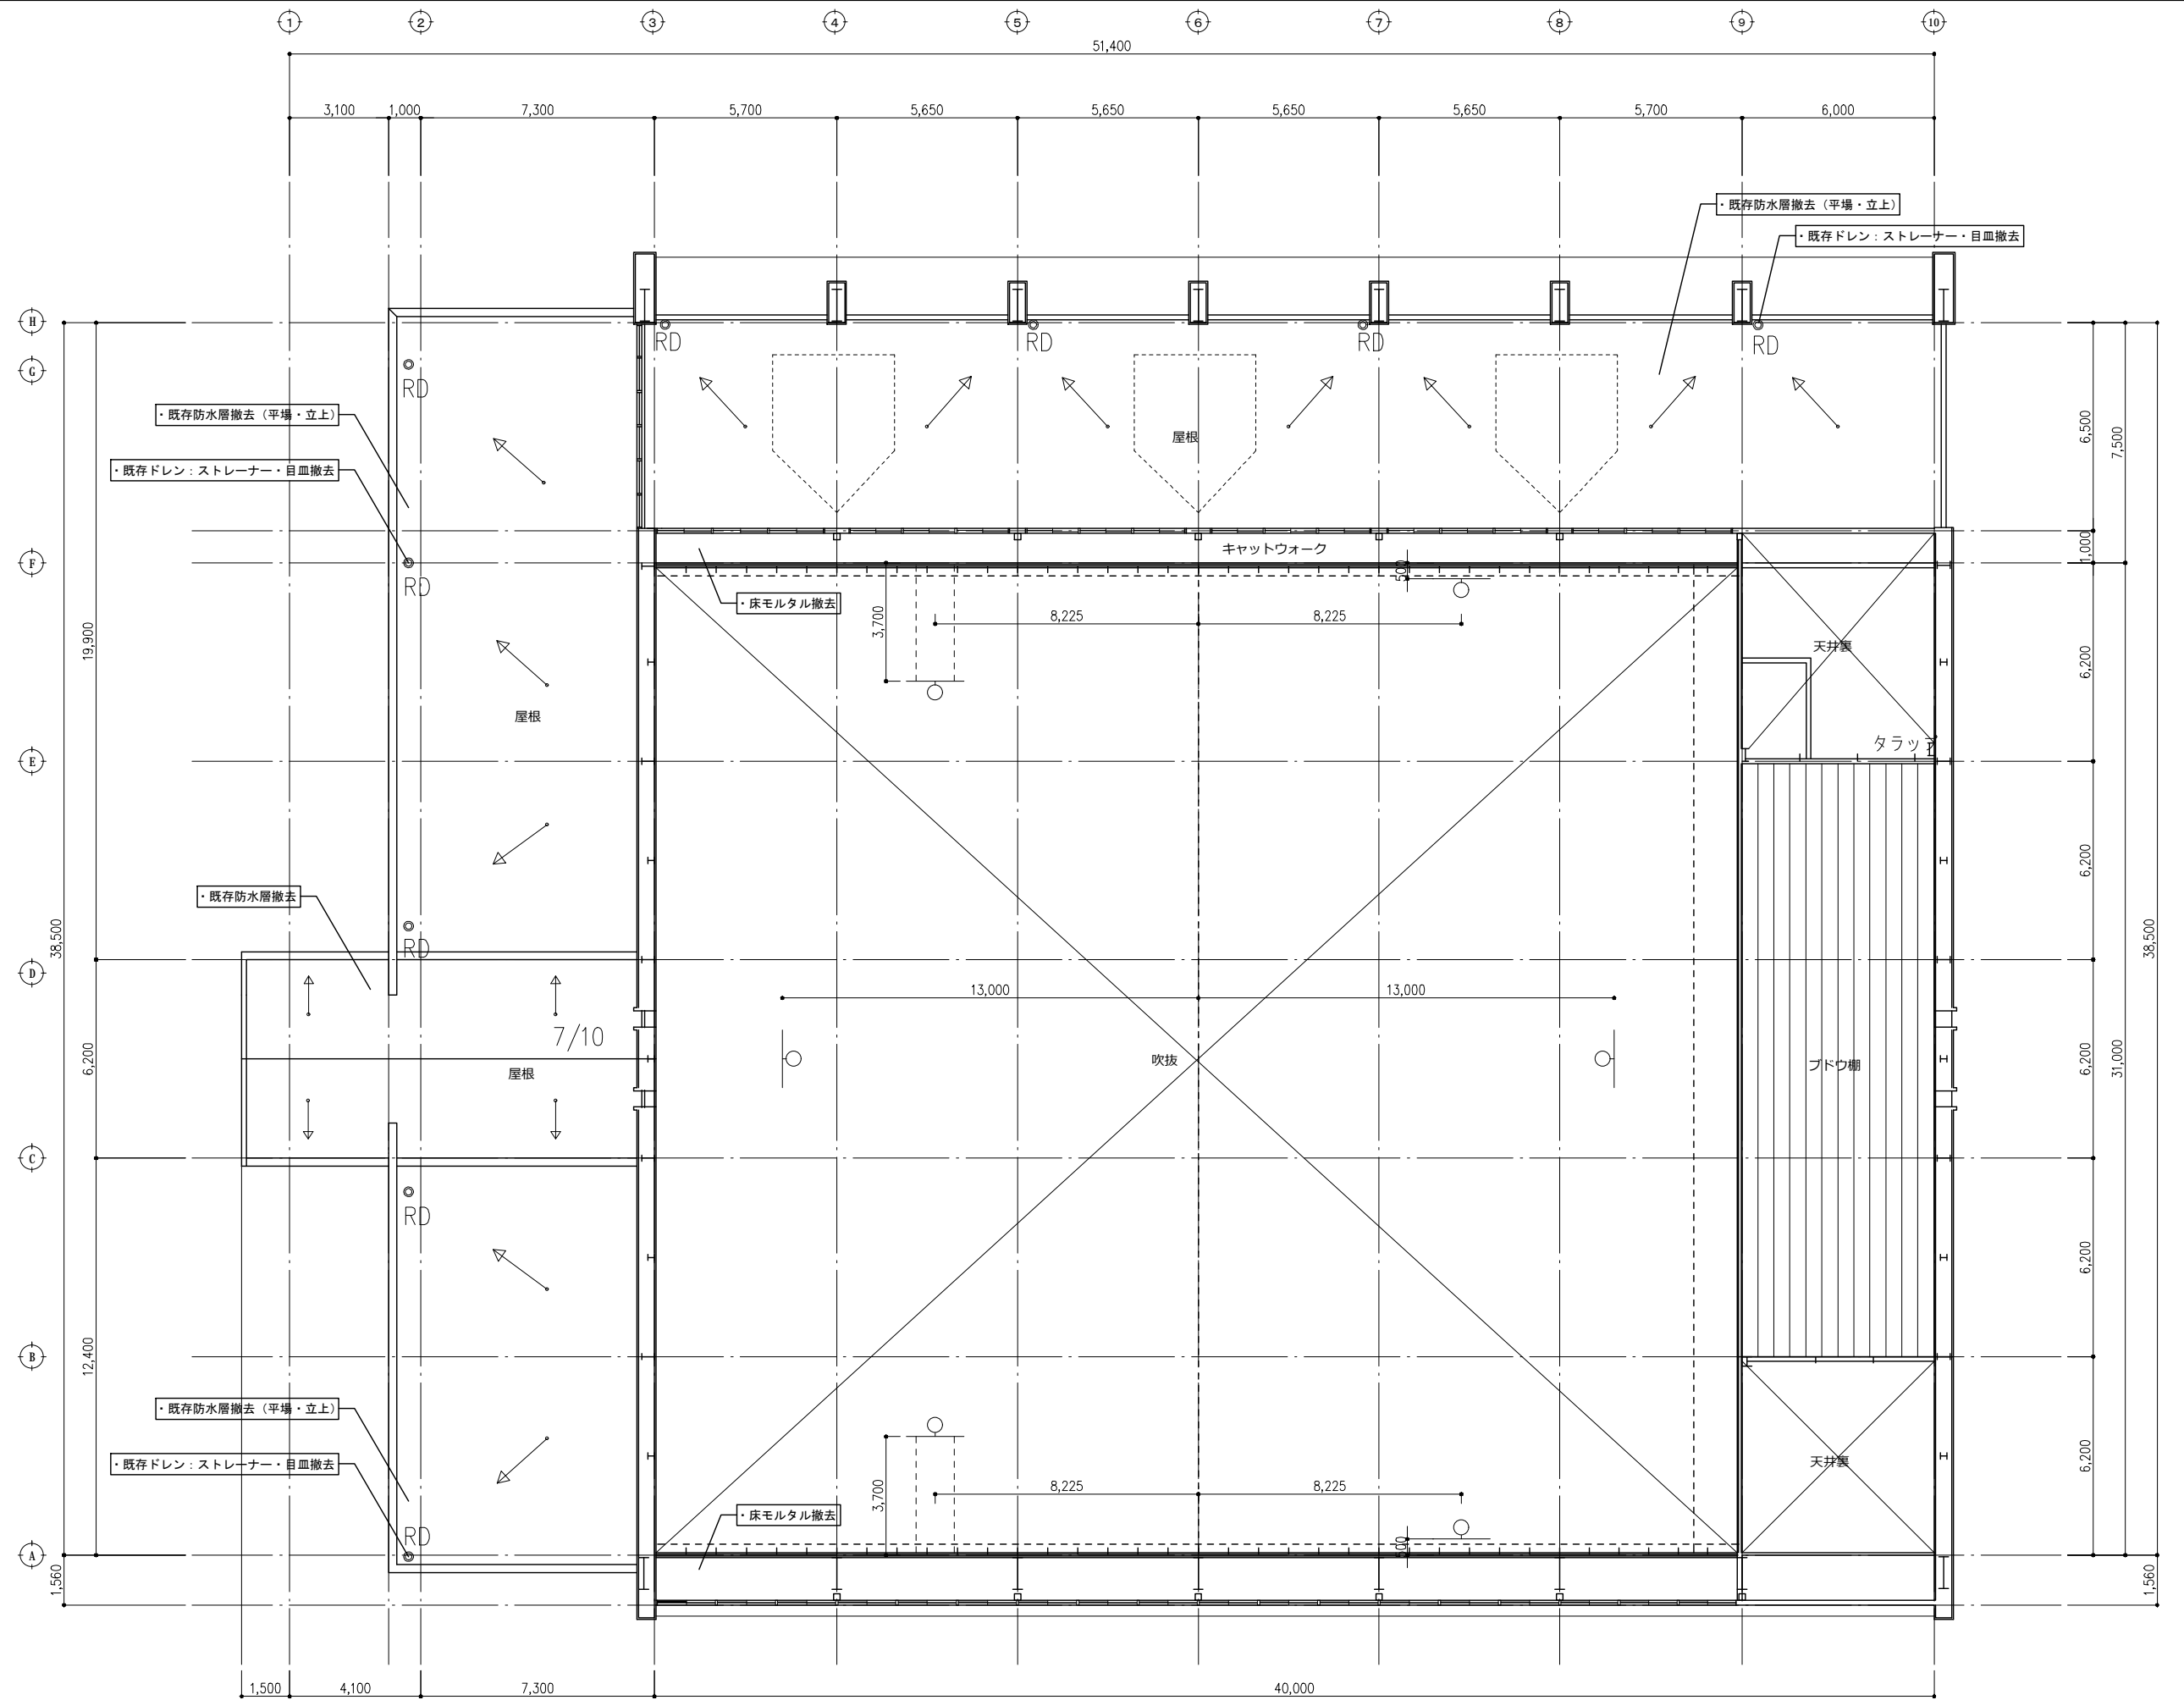 1 2 3 4 5 6 7 8 9 10
51,400
3,100 1,000 7,300 5,700 5,650 5,650 5,650 5,650 5,700 6,000
・既存防水層撤去（平場・立上）
・既存ドレン：ストレーナー・目皿撤去
H
RD RD RD RD
G
RD
・既存防水層撤去（平場・立上）
6,500
7,500
屋根
・既存ドレン：ストレーナー・目皿撤去
キャットウォーク
1,000
F
500
RD
・床モルタル撤去
8,225 8,225
3,700
19,900
天井裏
6,200
屋根
タラップ
E
6,200
・既存防水層撤去
38,500
38,500
RD
D
13,000 13,000
7/10
6,200
吹抜
ブドウ棚
6,200
31,000
屋根
C
RD
6,200
12,400
B
・既存防水層撤去（平場・立上）
6,200
・既存ドレン：ストレーナー・目皿撤去
天井裏
8,225 8,225
3,700
・床モルタル撤去
RD
500
A
1,560
1,560
1,500 4,100 7,300 40,000